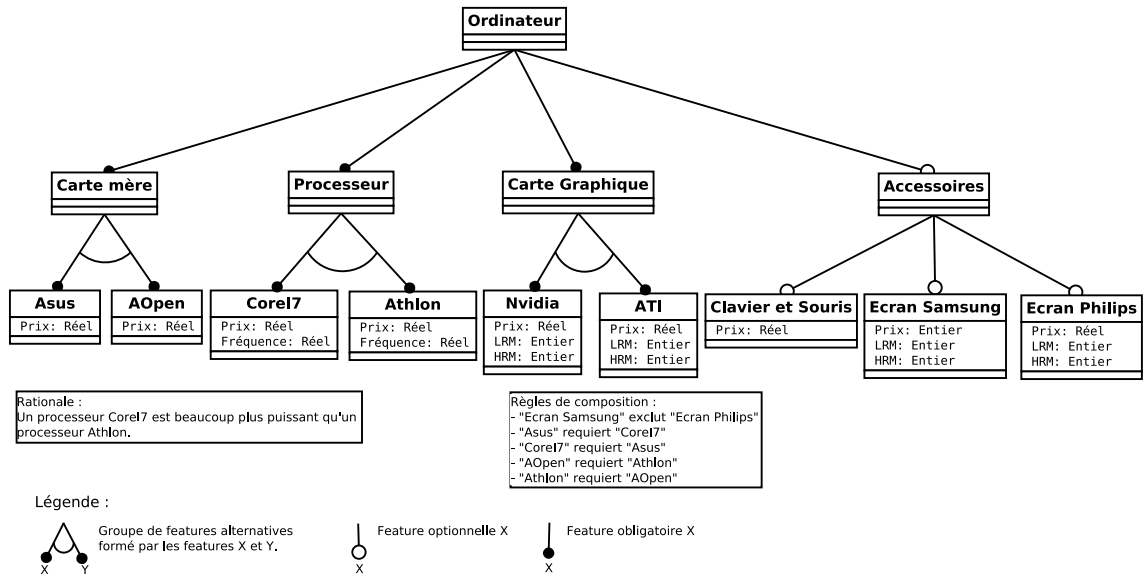 Ordinateur
Carte mère
Processeur
Carte Graphique
Accessoires
Asus
Prix: Réel
AOpen
Prix: Réel
CoreI7
Prix: Réel
Fréquence: Réel
Athlon
Prix: Réel
Fréquence: Réel
Nvidia
Prix: Réel
LRM: Entier
HRM: Entier
ATI
Prix: Réel
LRM: Entier
HRM: Entier
Clavier et Souris
Prix: Réel
Ecran Samsung
Prix: Entier
LRM: Entier
HRM: Entier
Ecran Philips
Prix: Réel
LRM: Entier
HRM: Entier
Rationale :
Un processeur CoreI7 est beaucoup plus puissant qu'un
processeur Athlon.
Règles de composition :
- "Ecran Samsung" exclut "Ecran Philips"
- "Asus" requiert "CoreI7"
- "CoreI7" requiert "Asus"
- "AOpen" requiert "Athlon"
- "Athlon" requiert "AOpen"
Légende :
Groupe de features alternatives
formé par les features X et Y.
X Y
Feature optionnelle X
X
Feature obligatoire X
X